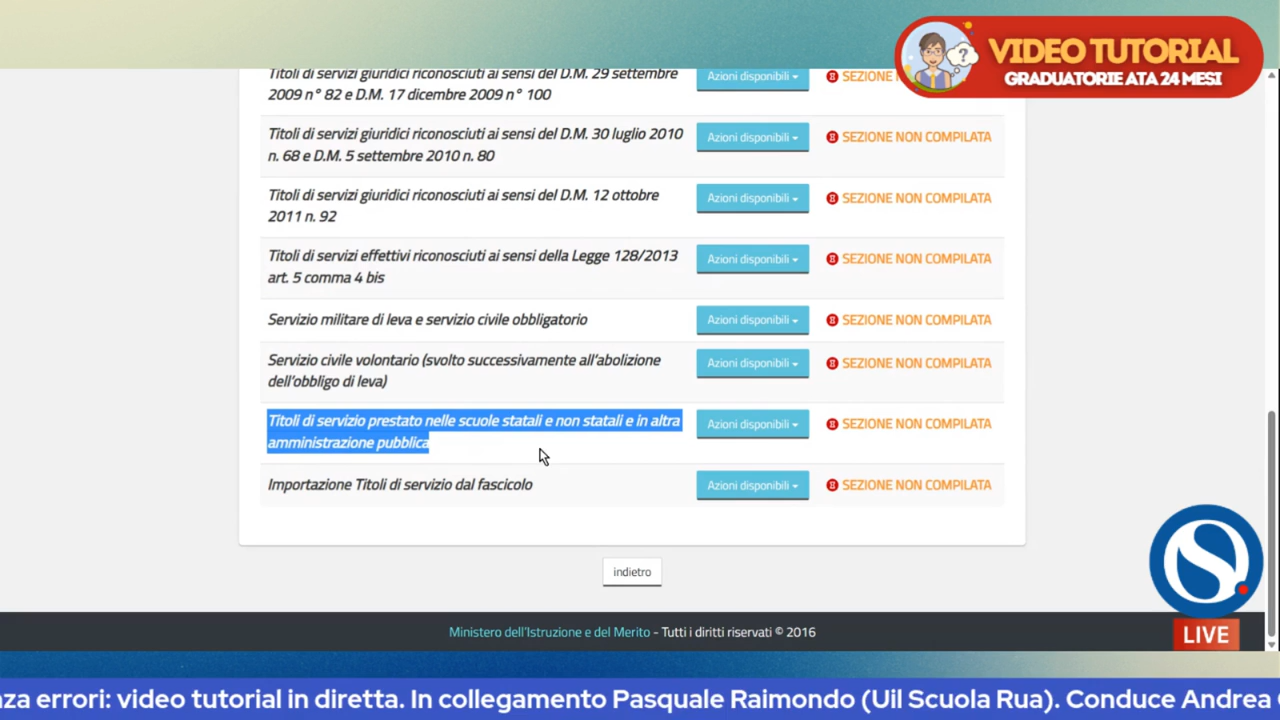 VIDEO TUTORIAL
GRADUATORIE ATA 24 MESI
Titoli di servizi giuridici riconosciuti ai sensi del D.M. 29 settembre
2009 n° 82 e D.M. 17 dicembre 2009 n° 100
Azioni disponibili
SEZIONE
Titoli di servizi giuridici riconosciuti ai sensi del D.M. 30 luglio 2010
n. 68 e D.M. 5 settembre 2010 n. 80
Azioni disponibili
SEZIONE NON COMPILATA
Titoli di servizi giuridici riconosciuti ai sensi del D.M. 12 ottobre
2011 n. 92
Azioni disponibili
SEZIONE NON COMPILATA
Titoli di servizi effettivi riconosciuti ai sensi della Legge 128/2013
art. 5 comma 4 bis
Azioni disponibili
SEZIONE NON COMPILATA
Servizio militare di leva e servizio civile obbligatorio
Azioni disponibili
SEZIONE NON COMPILATA
Servizio civile volontario (svolto successivamente all'abolizione
dell'obbligo di leva)
Azioni disponibili
SEZIONE NON COMPILATA
Titoli di servizio prestato nelle scuole statali e non statali e in altra
amministrazione pubblica
Azioni disponibili
SEZIONE NON COMPILATA
Importazione Titoli di servizio dal fascicolo
Azioni disponibili
SEZIONE NON COMPILATA
indietro
Ministero dell'Istruzione e del Merito - Tutti i diritti riservati © 2016
LIVE
za errori: video tutorial in diretta. In collegamento Pasquale Raimondo (Uil Scuola Rua). Conduce Andrea